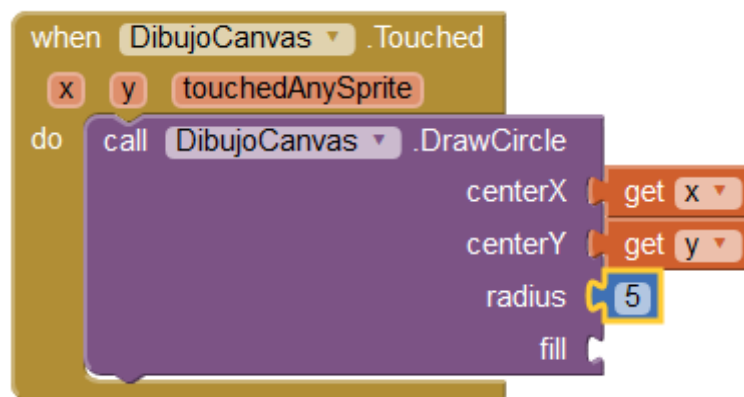 when DibujoCanvas .Touched
x y touchedAnySprite
do call DibujoCanvas .DrawCircle
centerX get x
centerY get y
radius 5
fill